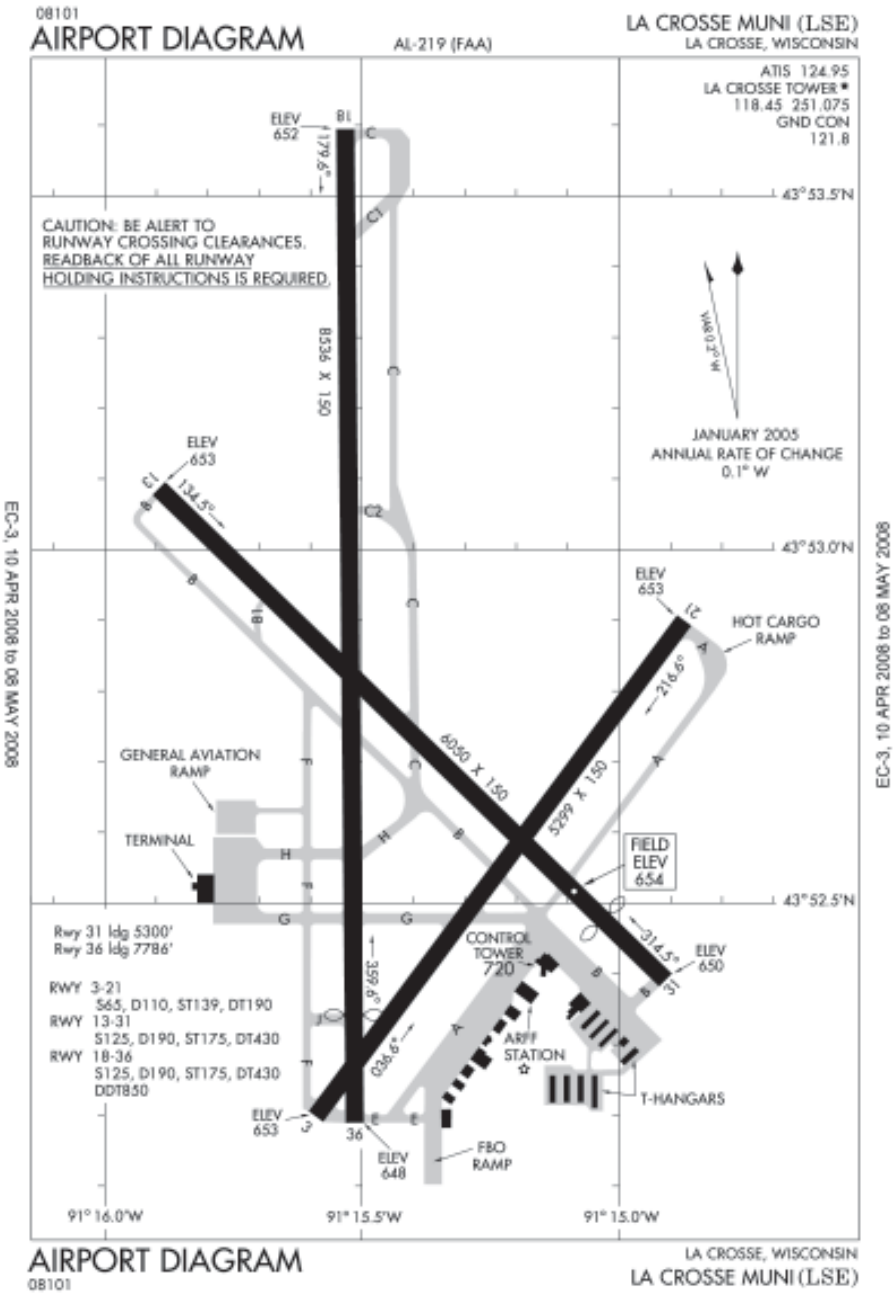 08101
AIRPORT DIAGRAM
AL-219 (FAA)
LA CROSSE MUNI (LSE)
LA CROSSE, WISCONSIN
ATIS 124.95
LA CROSSE TOWER*
118.45 251.075
GND CON
121.8
ELEV
652
18
C
179.6°
C1
43°53.5'N
CAUTION: BE ALERT TO
RUNWAY CROSSING CLEARANCES.
READBACK OF ALL RUNWAY
HOLDING INSTRUCTIONS IS REQUIRED.
VAR 0.2° W
8536 X 150
C
JANUARY 2005
ANNUAL RATE OF CHANGE
0.1° W
ELEV
653
13
134.5°
B
C2
43°53.0'N
EC-3, 10 APR 2008 to 08 MAY 2008
EC-3, 10 APR 2008 to 08 MAY 2008
B
B1
C
ELEV
653
21
HOT CARGO
RAMP
A
216.6°
6050 X 150
5299 X 150
A
GENERAL AVIATION
RAMP
F
C
TERMINAL
H
H
B
FIELD
ELEV
654
F
43°52.5'N
G
G
Rwy 31 ldg 5300'
Rwy 36 ldg 7786'
CONTROL
TOWER
720
314.5°
ELEV
650
B
B
31
359.6°
RWY 3-21
S65, D110, ST139, DT190
RWY 13-31
S125, D190, ST175, DT430
RWY 18-36
S125, D190, ST175, DT430
DDT850
J
A
ARFF
STATION
036.6°
F
T-HANGARS
ELEV
653
3
36
E
E
ELEV
648
FBO
RAMP
91°16.0'W
91°15.5'W
91°15.0'W
AIRPORT DIAGRAM
08101
LA CROSSE, WISCONSIN
LA CROSSE MUNI (LSE)